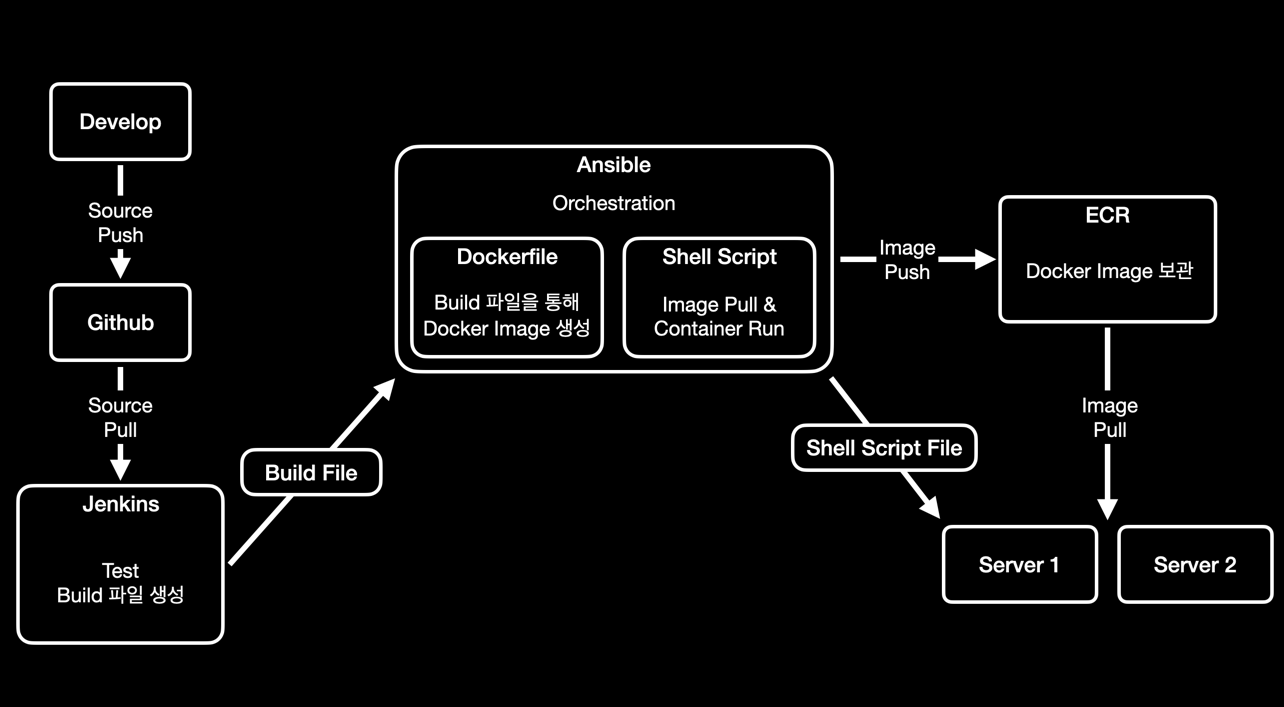 Develop
Source
Push
Github
Source
Pull
Jenkins
Test
Build 파일 생성
Build File
Ansible
Orchestration
Dockerfile
Build 파일을 통해
Docker Image 생성
Shell Script
Image Pull &
Container Run
Image
Push
ECR
Docker Image 보관
Shell Script File
Image
Pull
Server 1
Server 2